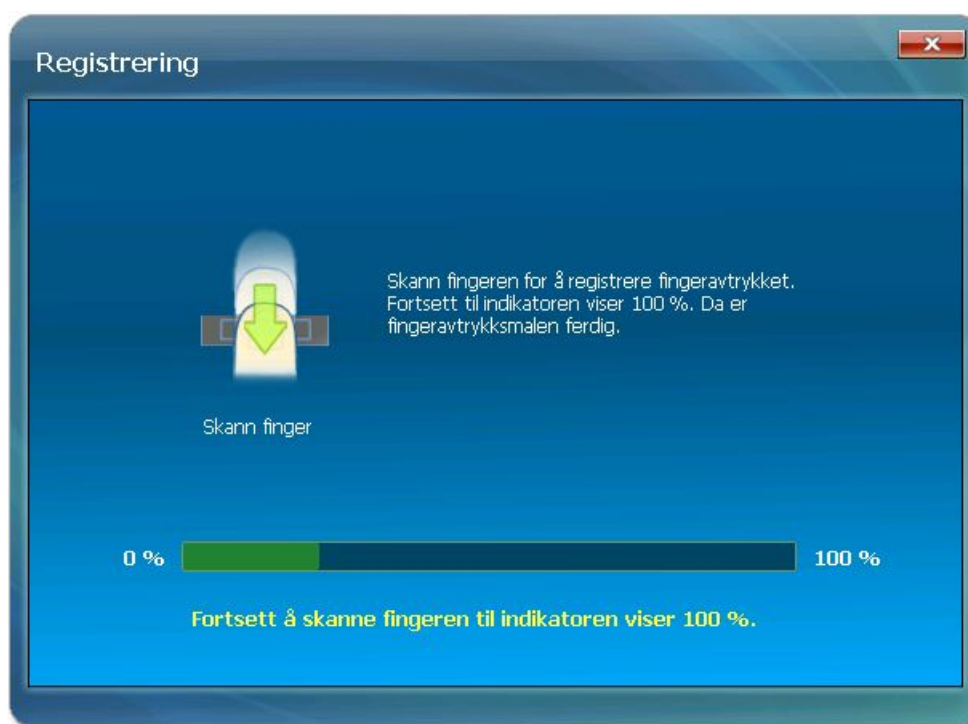 Registrering
Skann fingeren for å registrere fingeravtrykket.
Fortsett til indikatoren viser 100 %. Da er
fingeravtrykksmalen ferdig.
Skann finger
0 %
100 %
Fortsett å skanne fingeren til indikatoren viser 100 %.